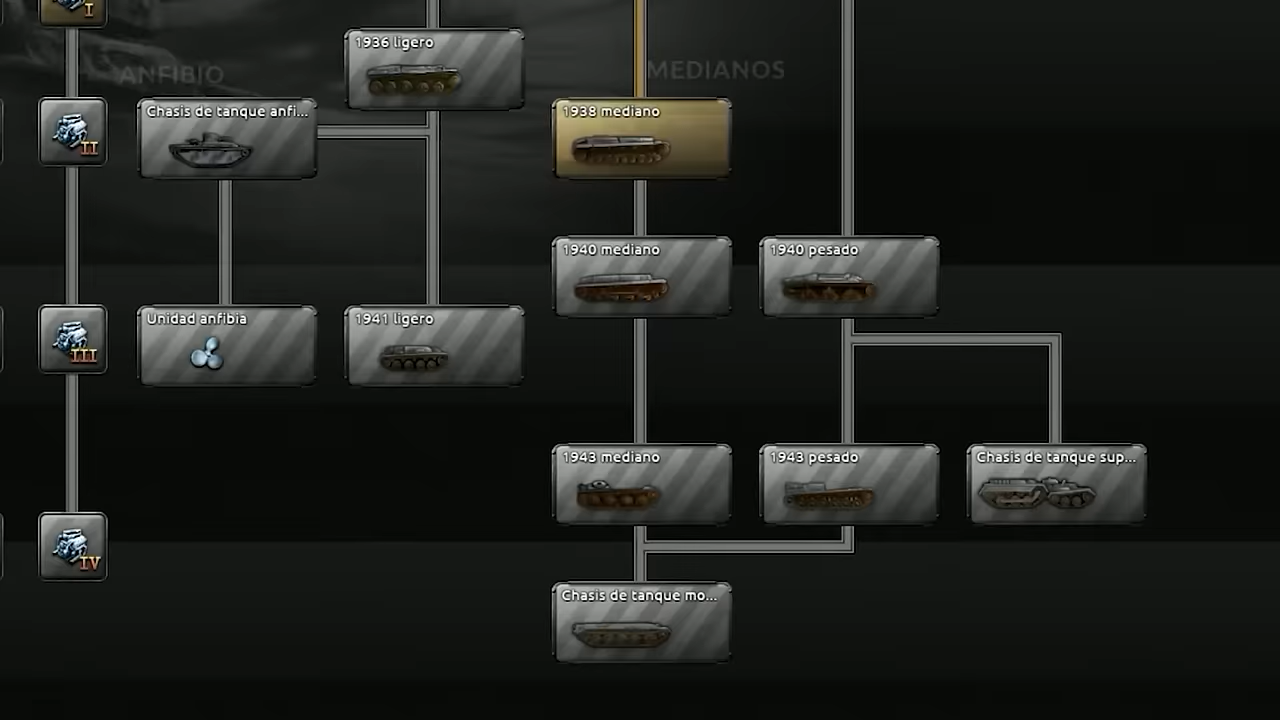 I
1936 ligero
ANFIBIO
MEDIANOS
Chasis de tanque anfi...
1938 mediano
II
1940 mediano
1940 pesado
Unidad anfibia
1941 ligero
III
1943 mediano
1943 pesado
Chasis de tanque sup...
IV
Chasis de tanque mo...